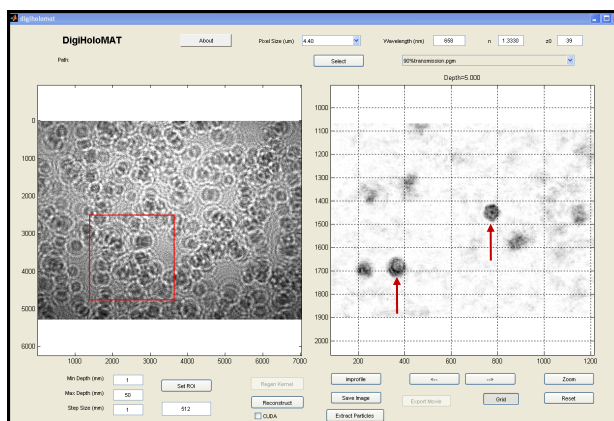 digiholomat
DigiHoloMAT About Pixel Size (um) 4.40 Wavelength (nm) 658 n 1.3330 z0 39
Path: Select 90%transmission.pgm
Depth=5.000
0
1000
2000
3000
4000
5000
6000
1000 2000 3000 4000 5000 6000 7000
1000
1100
1200
1300
1400
1500
1600
1700
1800
1900
2000
200 400 600 800 1000 1200
Min Depth (mm) 1
Max Depth (mm) 50
Step Size (mm) 1
Set ROI
512
Regen Kernel
Reconstruct
CUDA
Improfile <-- --> Zoom
Save Image Export Movie Grid Reset
Extract Particles